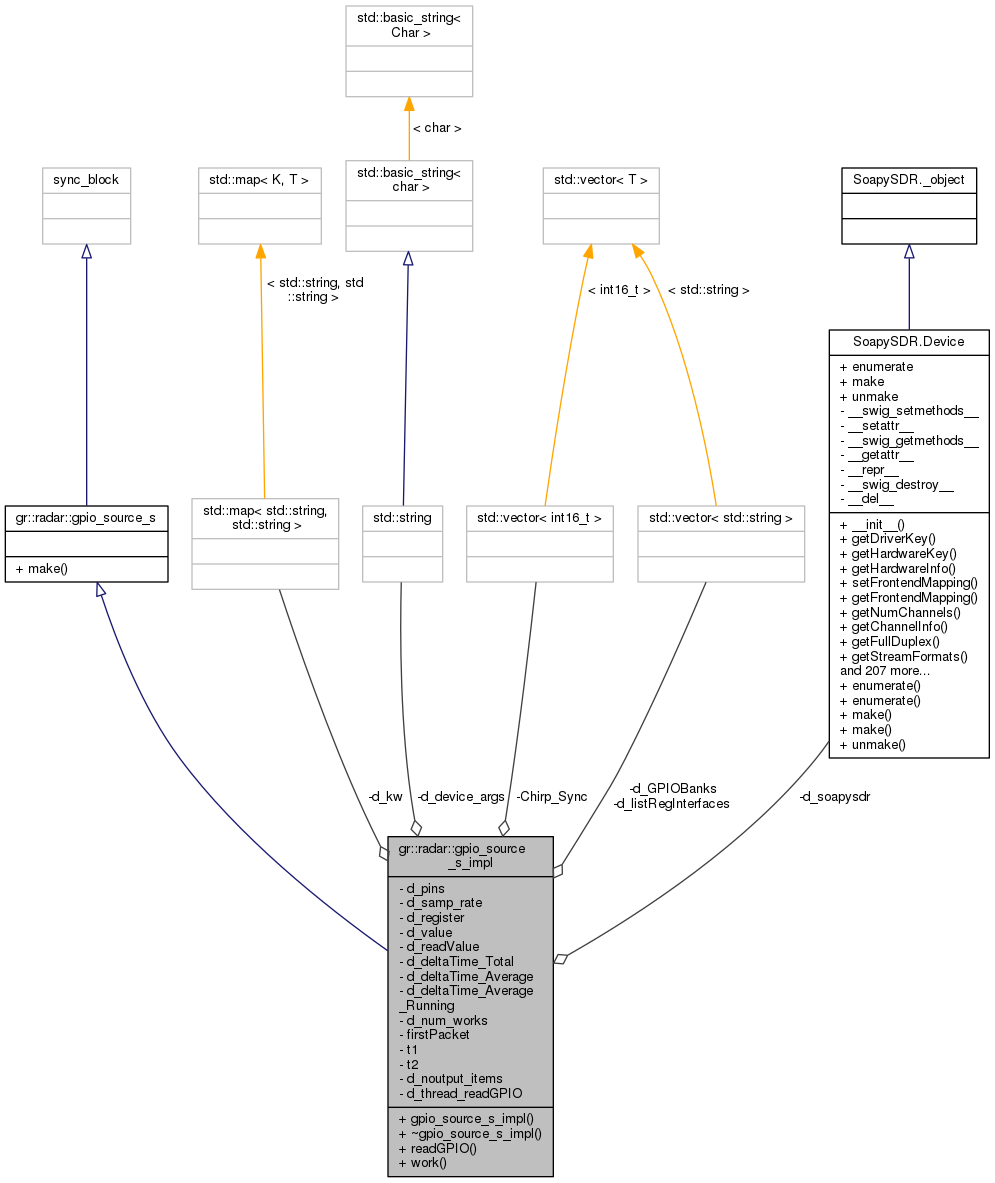 std::basic_string<
Char >
< char >
sync_block
std::map< K, T >
std::basic_string<
char >
std::vector< T >
SoapySDR._object
< std::string, std
::string >
< int16_t >
< std::string >
SoapySDR.Device
+ enumerate
+ make
+ unmake
- __swig_setmethods__
- __setattr__
- __swig_getmethods__
- __getattr__
- __repr__
- __swig_destroy__
- __del__
+ __init__()
+ getDriverKey()
+ getHardwareKey()
+ getHardwareInfo()
+ setFrontendMapping()
+ getFrontendMapping()
+ getNumChannels()
+ getChannelInfo()
+ getFullDuplex()
+ getStreamFormats()
and 207 more...
+ enumerate()
+ enumerate()
+ make()
+ make()
+ unmake()
gr::radar::gpio_source_s
+ make()
std::map< std::string,
std::string >
std::string
std::vector< int16_t >
std::vector< std::string >
-d_kw
-d_device_args
-Chirp_Sync
-d_GPIOBanks
-d_listRegInterfaces
-d_soapysdr
gr::radar::gpio_source
_s_impl
- d_pins
- d_samp_rate
- d_register
- d_value
- d_readValue
- d_deltaTime_Total
- d_deltaTime_Average
- d_deltaTime_Average
_Running
- d_num_works
- firstPacket
- t1
- t2
- d_noutput_items
- d_thread_readGPIO
+ gpio_source_s_impl()
+ ~gpio_source_s_impl()
+ readGPIO()
+ work()